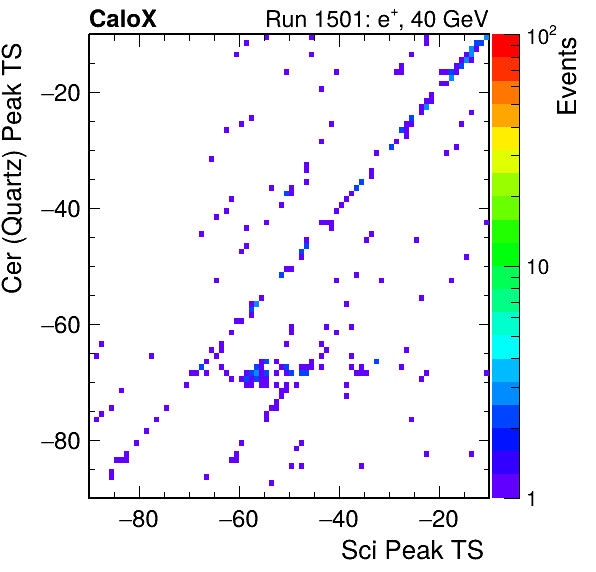 CaloX Run 1501: e⁺, 40 GeV
Cer (Quartz) Peak TS
−20
−40
−60
−80
−80 −60 −40 −20
Sci Peak TS
10²
10
1
Events